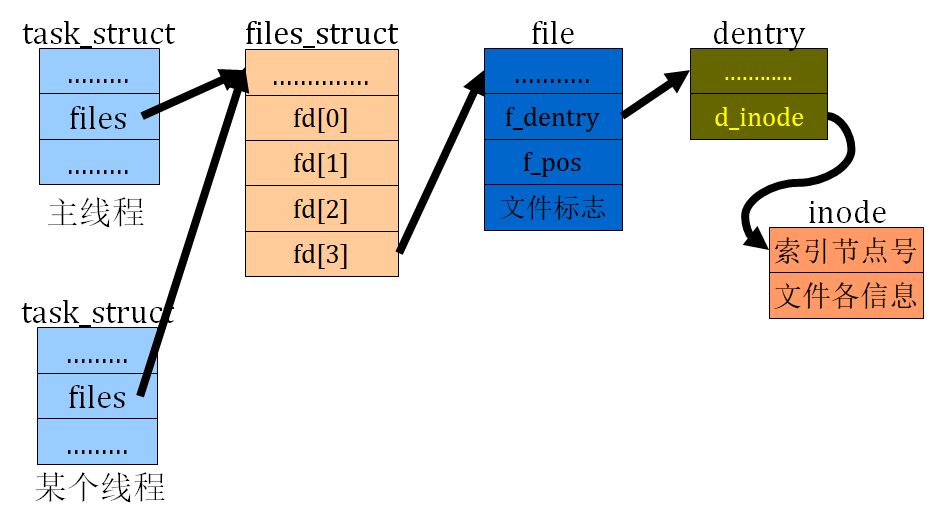 task_struct
.........
files
.........
主线程
task_struct
.........
files
.........
某个线程
files_struct
..............
fd[0]
fd[1]
fd[2]
fd[3]
file
...........
f_dentry
f_pos
文件标志
dentry
............
d_inode
inode
索引节点号
文件各信息